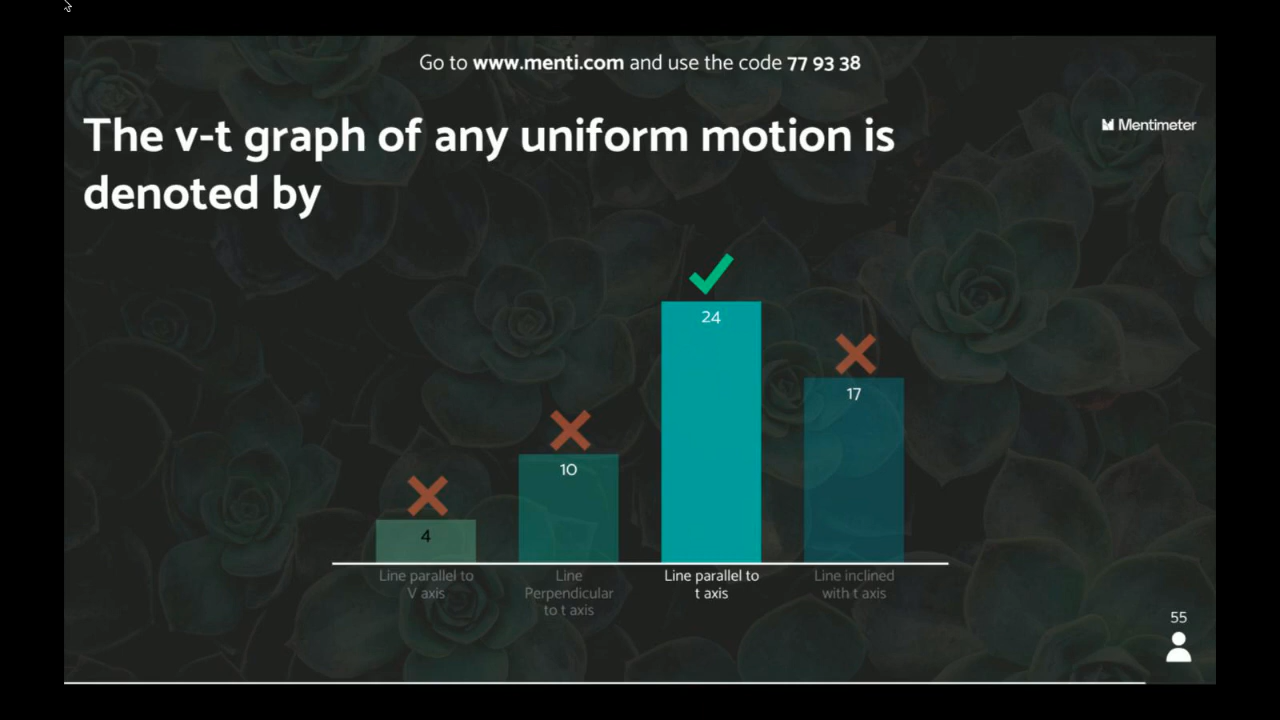 Go to www.menti.com and use the code 77 93 38
The v-t graph of any uniform motion is
denoted by
Mentimeter
24
17
10
4
Line parallel to
V axis
Line
Perpendicular
to t axis
Line parallel to
t axis
Line inclined
with t axis
55